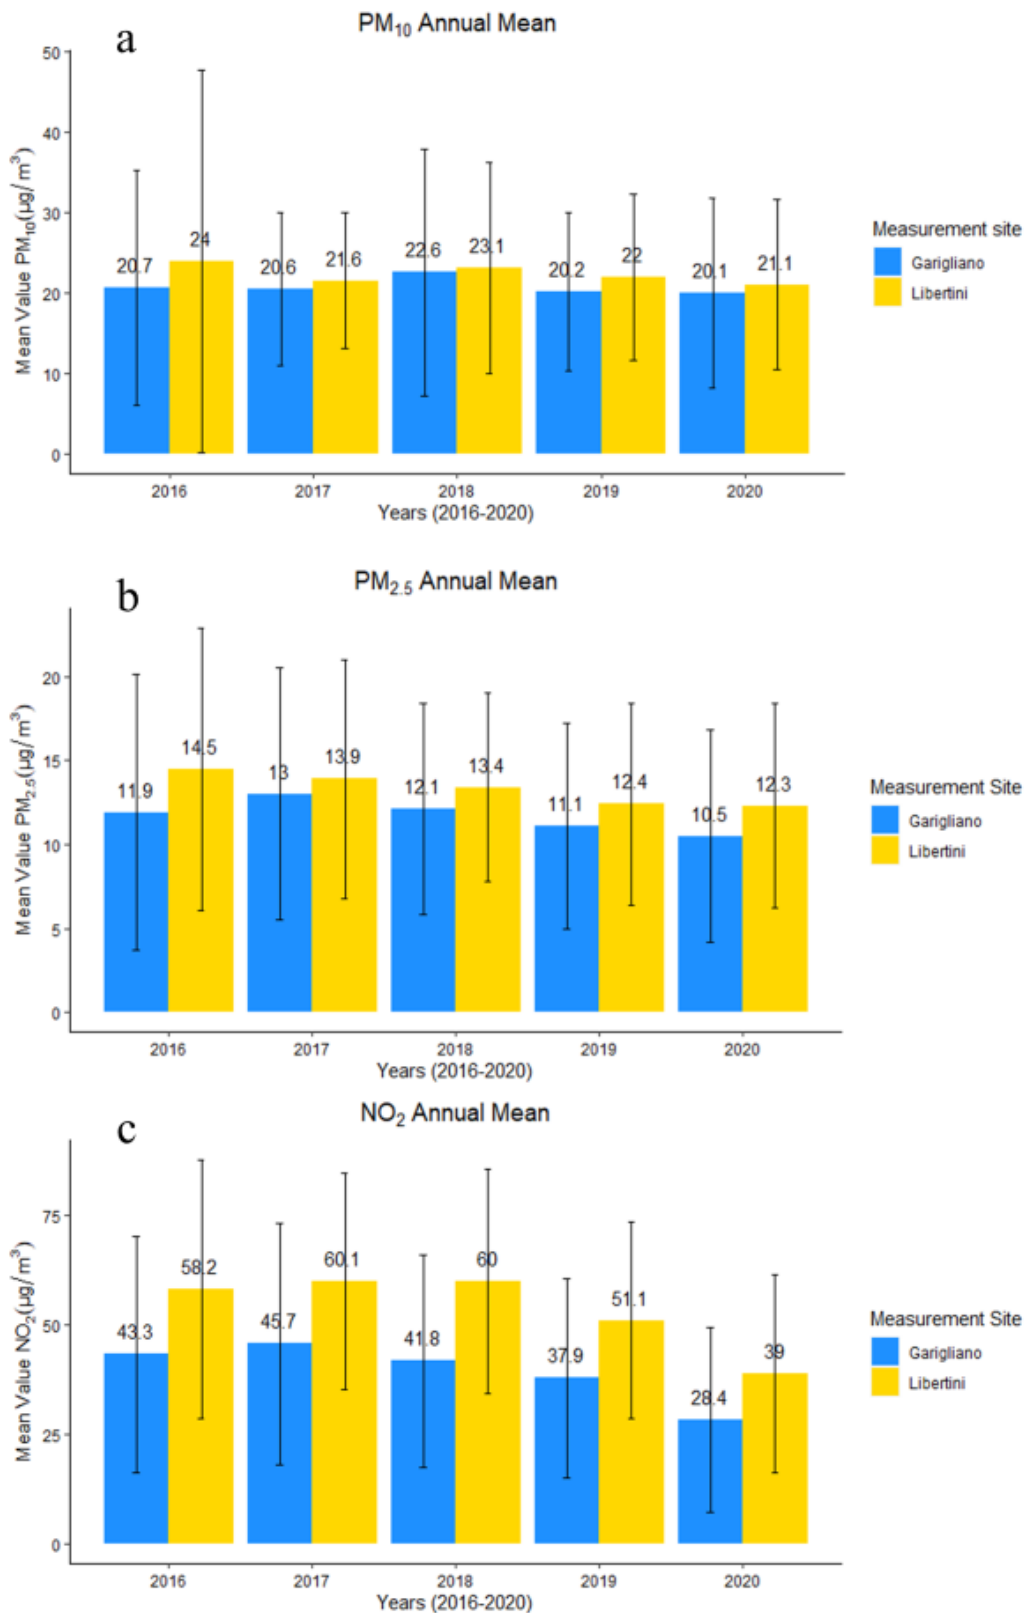 a
PM₁₀ Annual Mean
Mean Value PM₁₀(µg/m³)
50
40
30
20
10
0
20.7
24
20.6
21.6
22.6
23.1
20.2
22
20.1
21.1
2016
2017
2018
2019
2020
Years (2016-2020)
Measurement site
Garigliano
Libertini
b
PM₂.₅ Annual Mean
Mean Value PM₂.₅(µg/m³)
20
15
10
5
0
11.9
14.5
13
13.9
12.1
13.4
11.1
12.4
10.5
12.3
2016
2017
2018
2019
2020
Years (2016-2020)
Measurement Site
Garigliano
Libertini
c
NO₂ Annual Mean
Mean Value NO₂(µg/m³)
75
50
25
0
43.3
58.2
45.7
60.1
41.8
60
37.9
51.1
28.4
39
2016
2017
2018
2019
2020
Years (2016-2020)
Measurement Site
Garigliano
Libertini